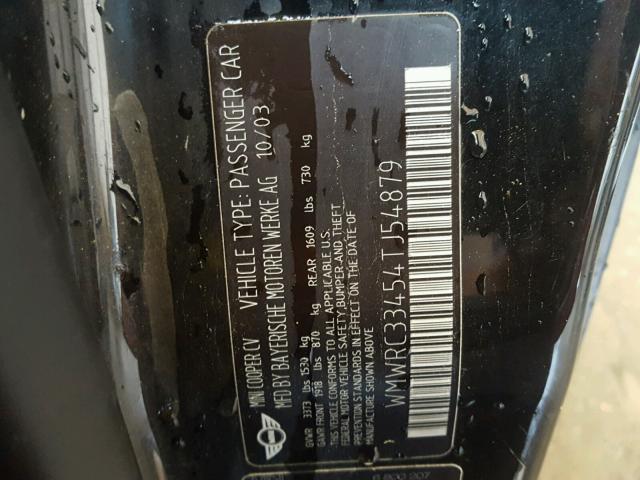 MINI COOPER CV VEHICLE TYPE: PASSENGER CAR
MFD BY BAYERISCHE MOTOREN WERKE AG 10/03
GVWR 3373 lbs 1530 kg
GAWR FRONT 1918 lbs 870 kg REAR 1609 lbs 730 kg
THIS VEHICLE CONFORMS TO ALL APPLICABLE U.S.
FEDERAL MOTOR VEHICLE SAFETY, BUMPER AND THEFT
PREVENTION STANDARDS IN EFFECT ON THE DATE OF
MANUFACTURE SHOWN ABOVE
WMWRC33454TJ54879
MINI